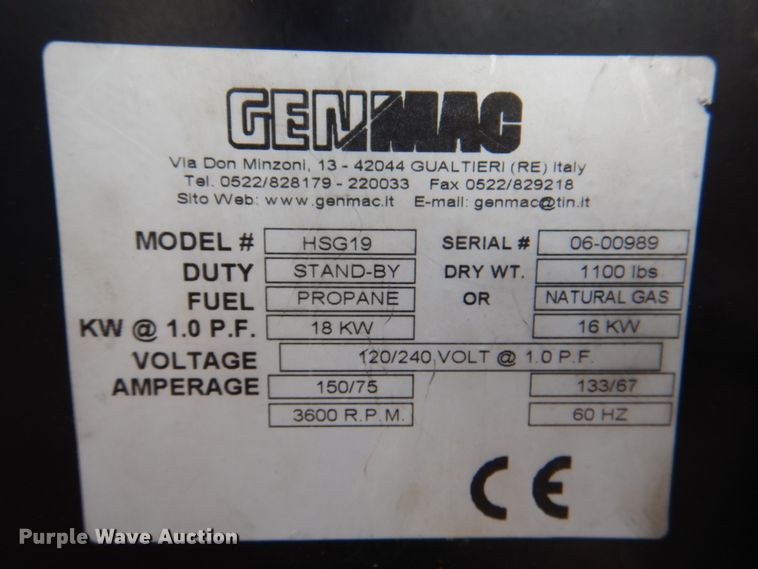 GENMAC
Via Don Minzoni, 13 - 42044 GUALTIERI (RE) Italy
Tel. 0522/828179 - 220033 Fax 0522/829218
Sito Web: www.genmac.it E-mail: genmac@tin.it
MODEL # HSG19 SERIAL # 06-00989
DUTY STAND-BY DRY WT. 1100 lbs
FUEL PROPANE OR NATURAL GAS
KW @ 1.0 P.F. 18 KW 16 KW
VOLTAGE 120/240 VOLT @ 1.0 P.F.
AMPERAGE 150/75 133/67
3600 R.P.M. 60 HZ
CE
Purple Wave Auction